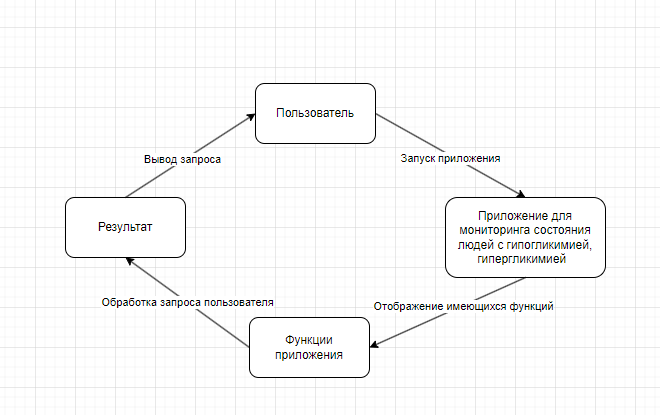 Пользователь
Вывод запроса
Запуск приложения
Результат
Приложение для
мониторинга состояния
людей с гипогликимией,
гипергликимией
Обработка запроса пользователя
Отображение имеющихся функций
Функции
приложения